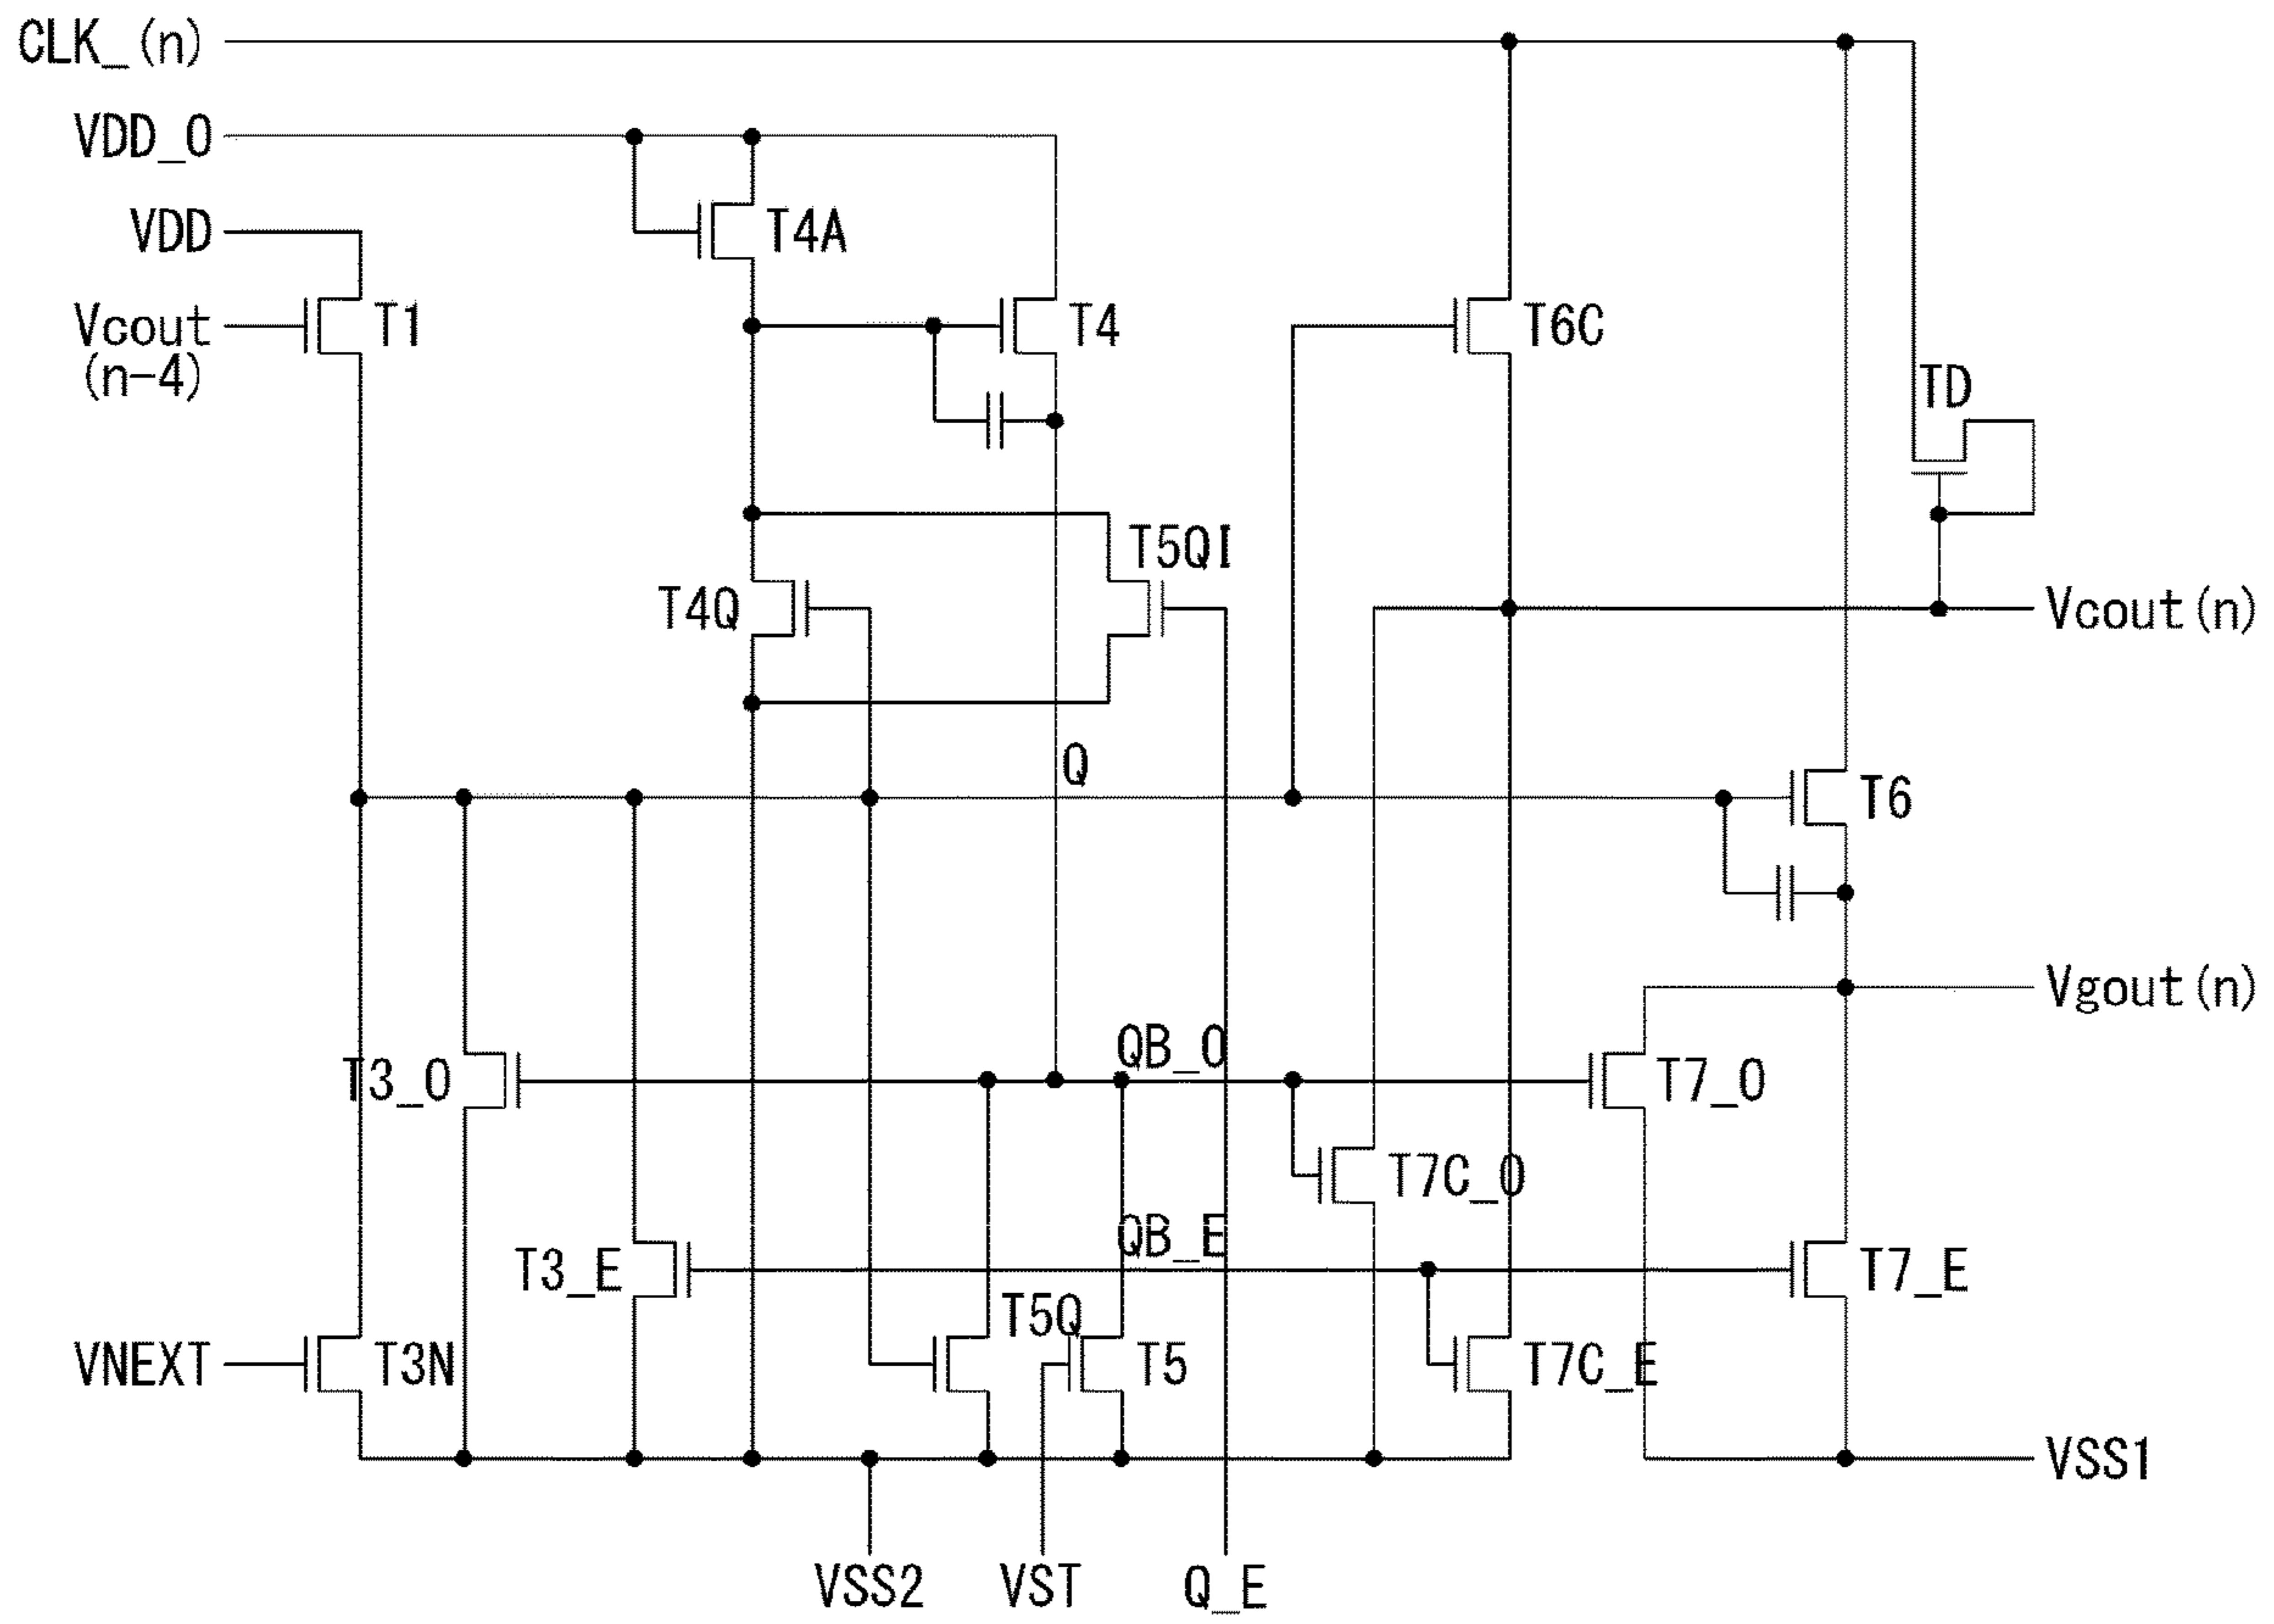 CLK_(n)
VDD_O
VDD
T4A
Vcout
(n-4)
T1
T4
T6C
TD
T5QI
T4Q
Vcout(n)
Q
T6
Vgout(n)
QB_O
T3_O
T7_O
T7C_O
QB_E
T3_E
T7_E
T5Q
VNEXT
T3N
T5
T7C_E
VSS1
VSS2
VST
Q_E